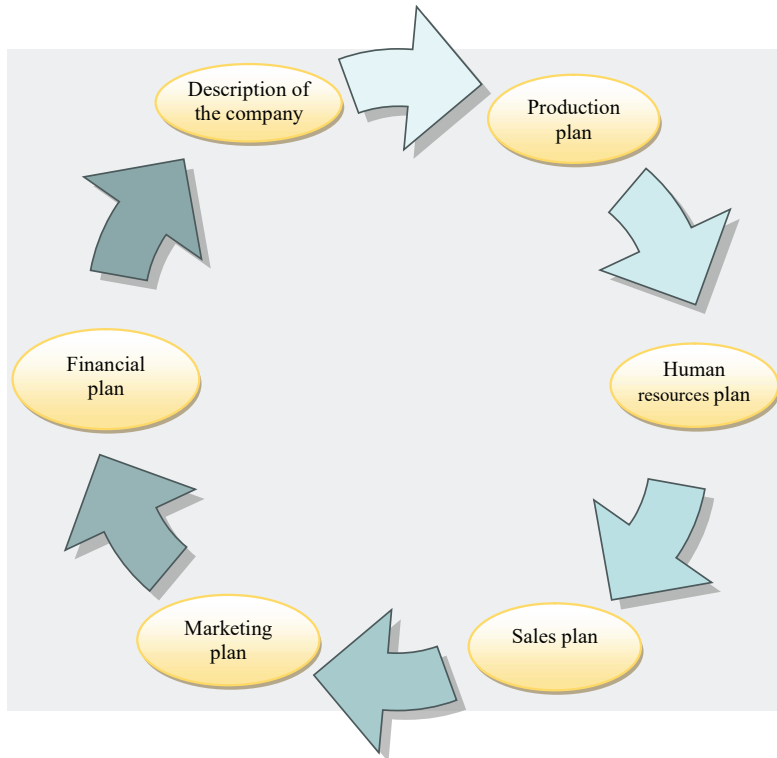 Description of
the company
Production
plan
Human
resources plan
Sales plan
Marketing
plan
Financial
plan